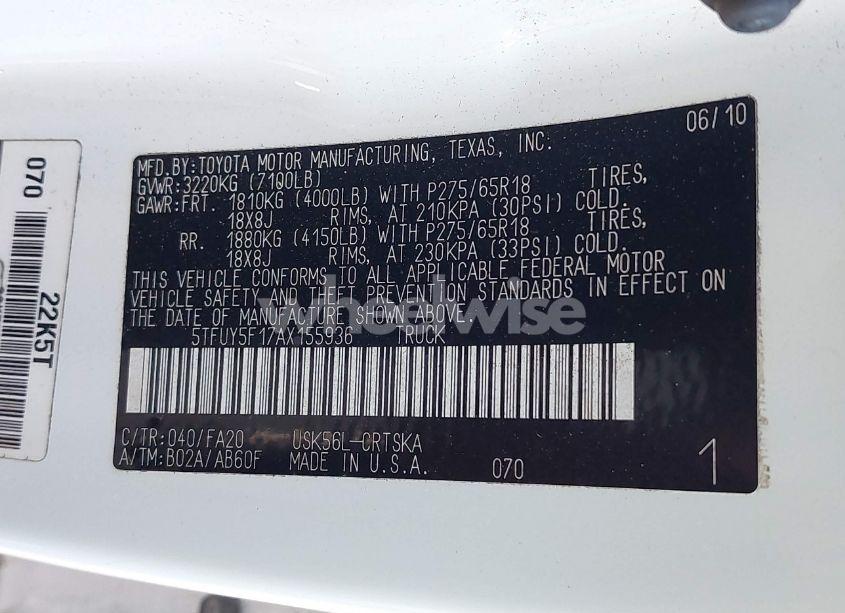 06/10
MFD.BY:TOYOTA MOTOR MANUFACTURING, TEXAS, INC.
GVWR:3220KG (7100LB)
GAWR:FRT. 1810KG (4000LB) WITH P275/65R18 TIRES,
18X8J RIMS, AT 210KPA (30PSI) COLD.
RR. 1880KG (4150LB) WITH P275/65R18 TIRES,
18X8J RIMS, AT 230KPA (33PSI) COLD.
THIS VEHICLE CONFORMS TO ALL APPLICABLE FEDERAL MOTOR
VEHICLE SAFETY AND THEFT PREVENTION STANDARDS IN EFFECT ON
THE DATE OF MANUFACTURE SHOWN ABOVE.
5TFUY5F17AX155936 TRUCK
C/TR:040/FA20 USK56L-CRTSKA
A/TM:B02A/AB60F MADE IN U.S.A. 070 1
070
22K5T
wheelwise